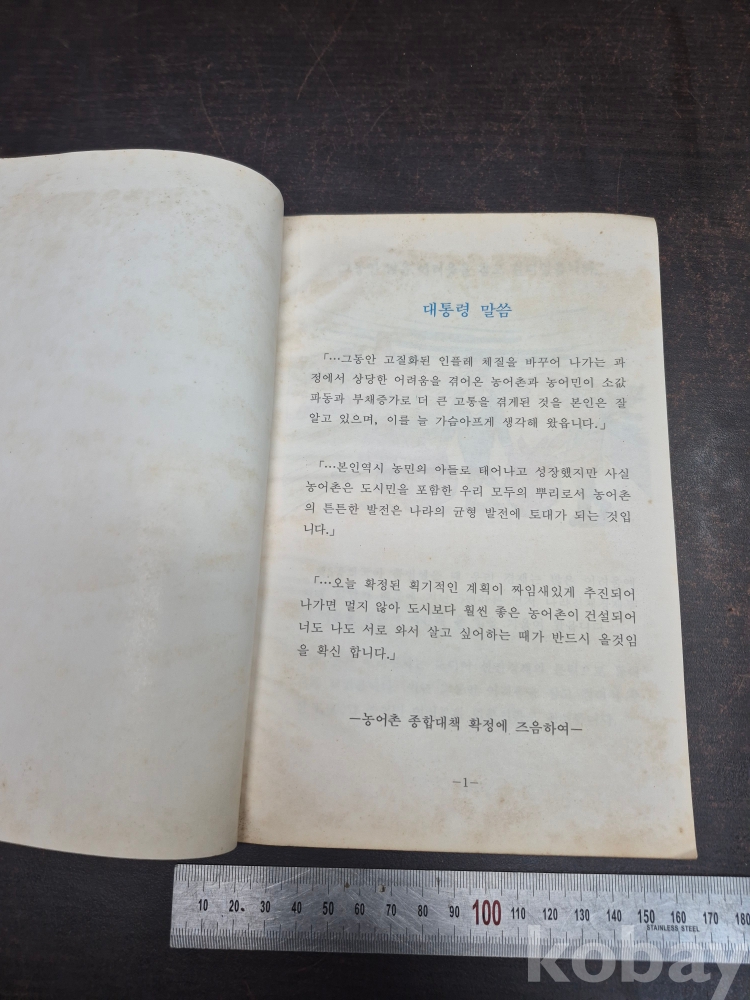 대통령 말씀
「…그동안 고질화된 인플레 체질을 바꾸어 나가는 과
정에서 상당한 어려움을 겪어온 농어촌과 농어민이 소값
파동과 부채증가로 더 큰 고통을 겪게된 것을 본인은 잘
알고 있으며, 이를 늘 가슴아프게 생각해 왔읍니다.」
「…본인역시 농민의 아들로 태어나고 성장했지만 사실
농어촌은 도시민을 포함한 우리 모두의 뿌리로서 농어촌
의 튼튼한 발전은 나라의 균형 발전에 토대가 되는 것입
니다.」
「…오늘 확정된 획기적인 계획이 짜임새있게 추진되어
나가면 멀지 않아 도시보다 훨씬 좋은 농어촌이 건설되어
너도 나도 서로 와서 살고 싶어하는 때가 반드시 올것임
을 확신 합니다.」
—농어촌 종합대책 확정에 즈음하여—
—1—
10 20 30 40 50 60 70 80 90 100 110 120 130 140 150 160 170 180
STAINLESS STEEL
kobay